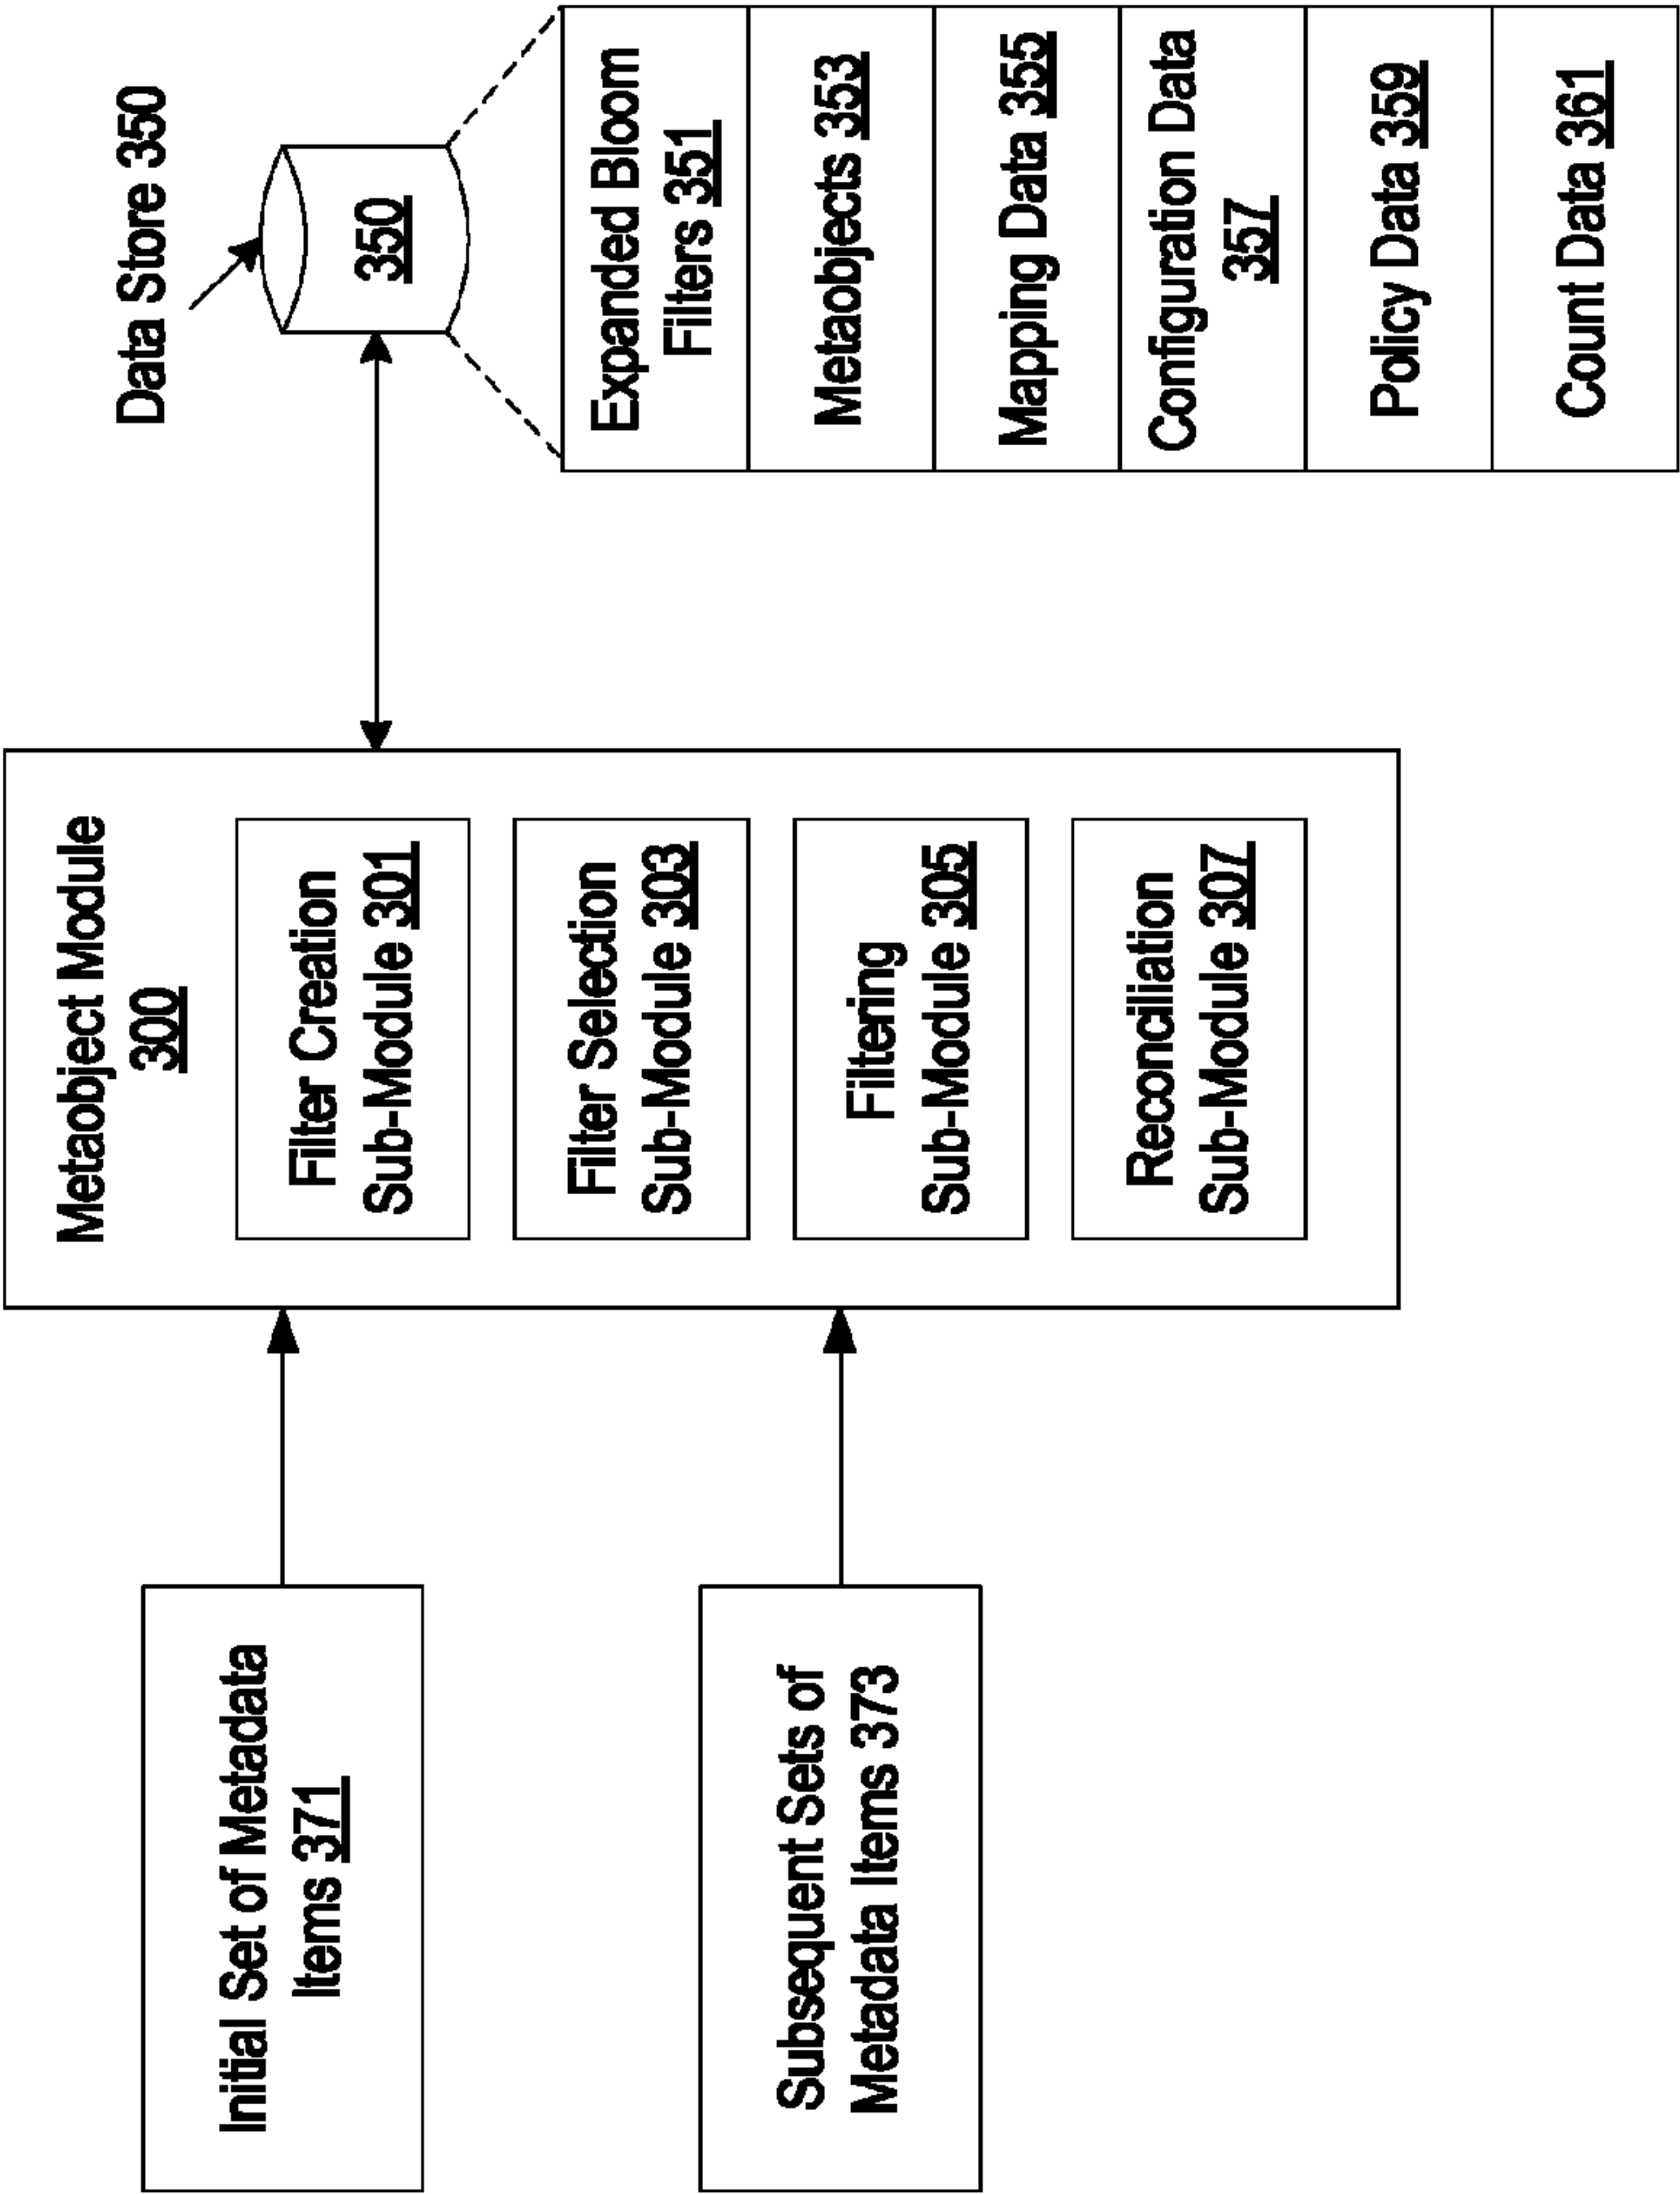 Initial Set of Metadata
Items 371
Subsequent Sets of
Metadata Items 373
Metaobject Module
300
Filter Creation
Sub-Module 301
Filter Selection
Sub-Module 303
Filtering
Sub-Module 305
Reconciliation
Sub-Module 307
Data Store 350
350
Expanded Bloom
Filters 351
Metaobjects 353
Mapping Data 355
Configuration Data
357
Policy Data 359
Count Data 361